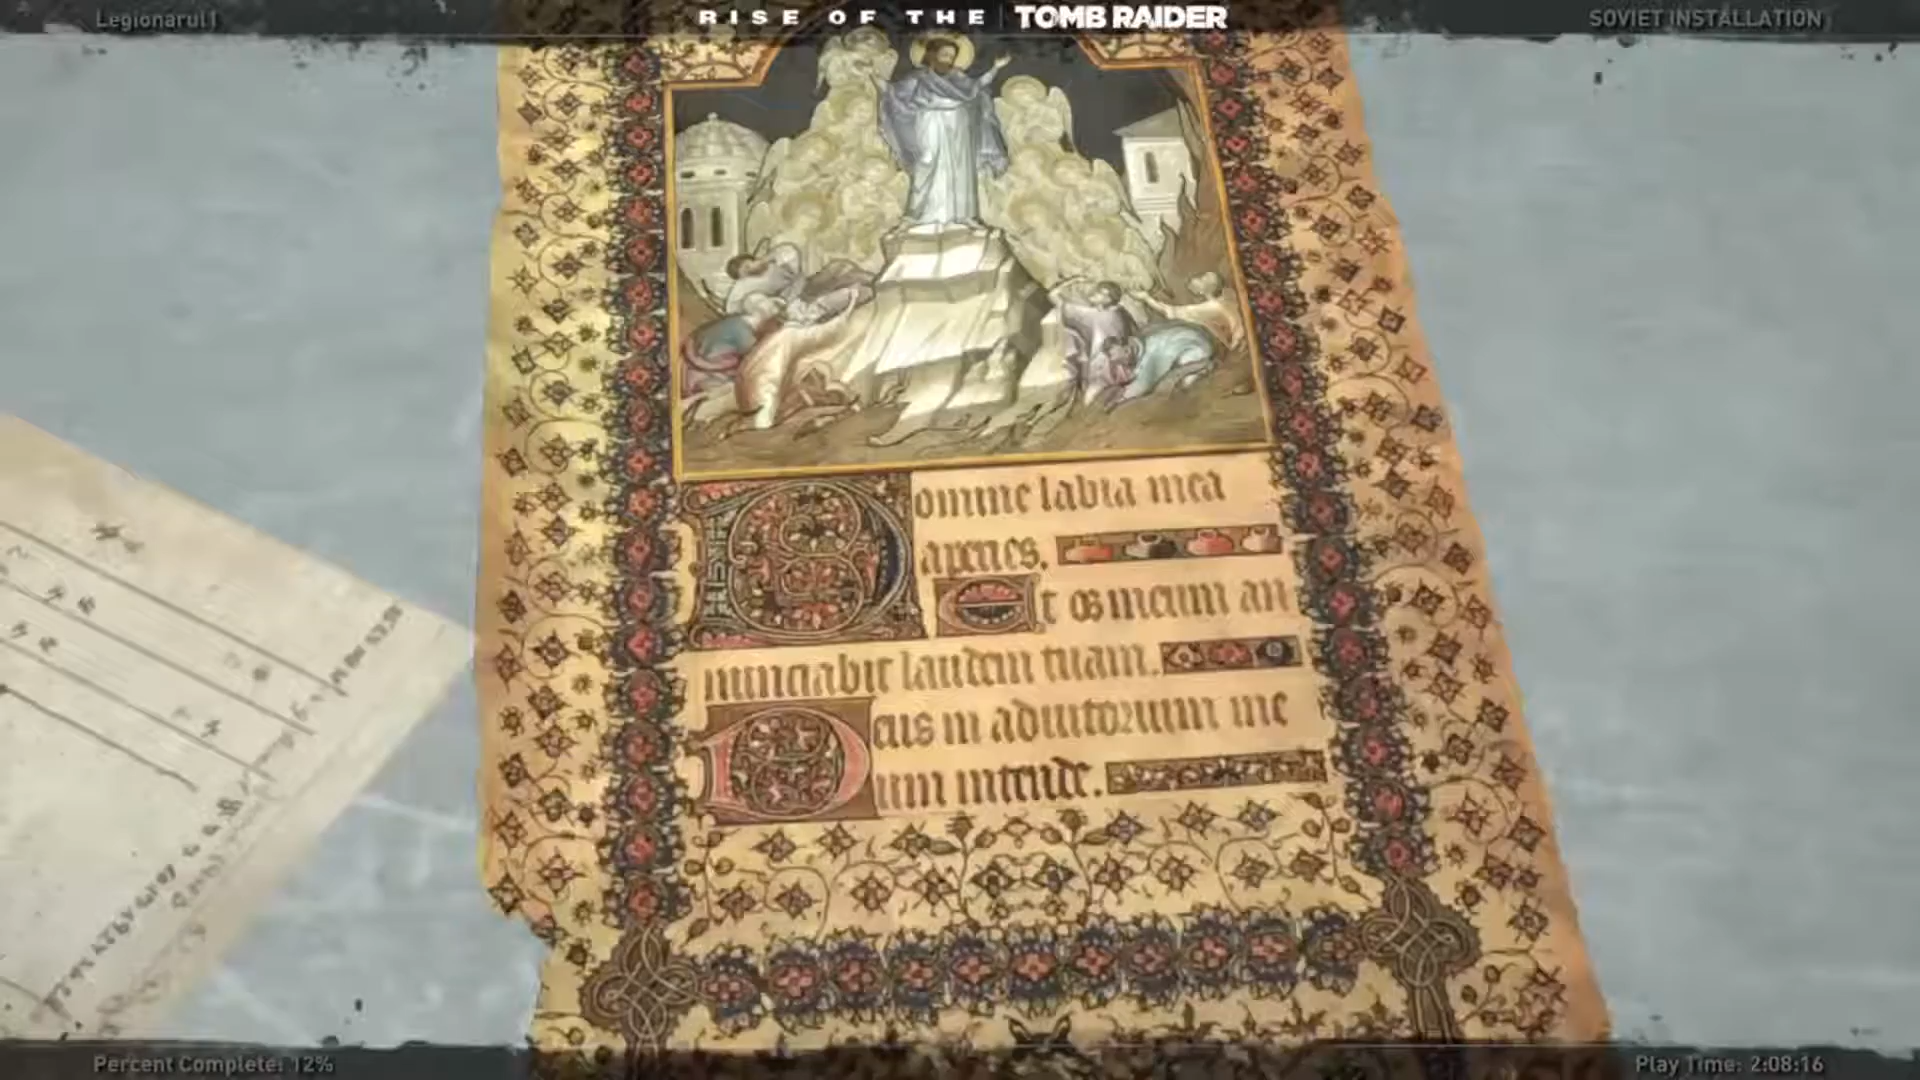 Legionarul1
RISE OF THE TOMB RAIDER
SOVIET INSTALLATION
Domine labia mea
aperies.
Et os meum an
nunciabit laudem tuam.
Deus in adiutorium me
um intende.
Percent Complete: 12%
Play Time: 2:08:16